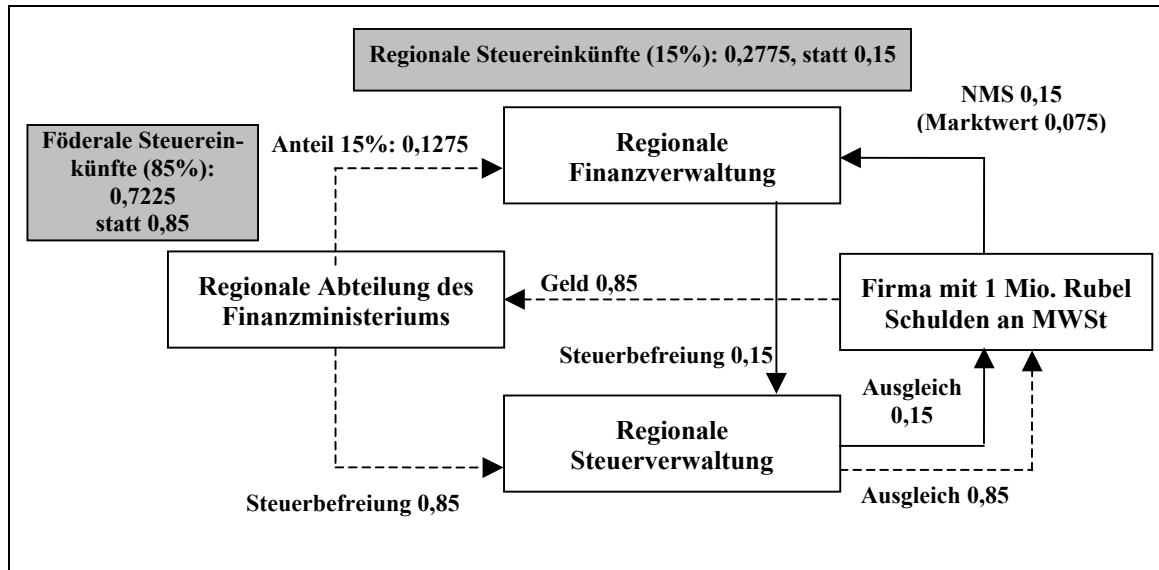 Regionale Steuereinkünfte (15%): 0,2775, statt 0,15
NMS 0,15
(Marktwert 0,075)
Föderale Steuerein-
künfte (85%):
0,7225
statt 0,85
Anteil 15%: 0,1275
Regionale
Finanzverwaltung
Regionale Abteilung des
Finanzministeriums
Geld 0,85
Firma mit 1 Mio. Rubel
Schulden an MWSt
Steuerbefreiung 0,15
Ausgleich
0,15
Regionale
Steuerverwaltung
Steuerbefreiung 0,85
Ausgleich 0,85